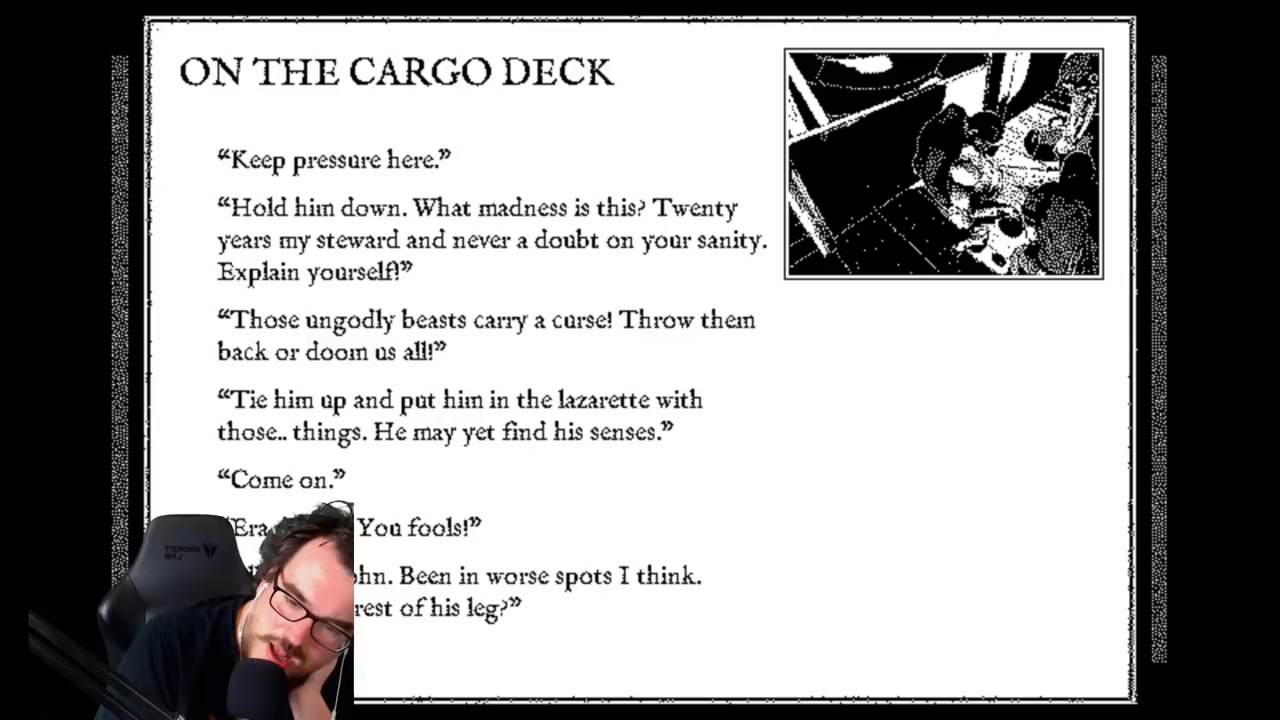 ON THE CARGO DECK
“Keep pressure here.”
“Hold him down. What madness is this? Twenty
years my steward and never a doubt on your sanity.
Explain yourself!”
“Those ungodly beasts carry a curse! Throw them
back or doom us all!”
“Tie him up and put him in the lazarette with
those.. things. He may yet find his senses.”
“Come on.”
You fools!”
Been in worse spots I think.
rest of his leg?”